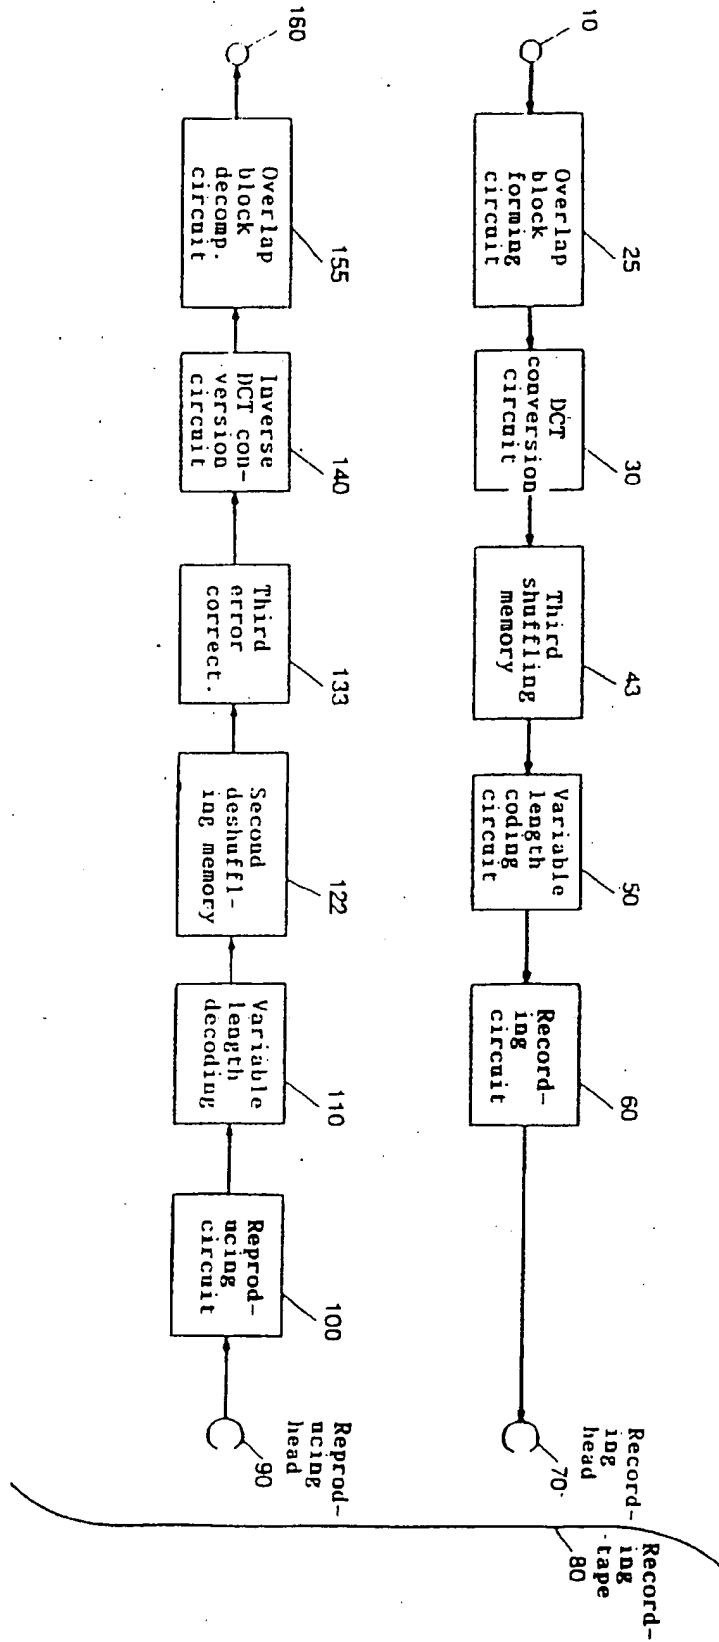 10
Overlap
block
forming
circuit
25
DCT
conversion
circuit
30
Third
shuffling
memory
43
Variable
length
coding
circuit
50
Record-
ing
circuit
60
Record-
ing
head
70
Record-
ing
tape
80
160
Overlap
block
decomp.
circuit
155
Inverse
DCT con-
version
circuit
140
Third
error
correct.
133
Second
deshuffl-
ing memory
122
Variable
length
decoding
110
Reprod-
ucing
circuit
100
Reprod-
ucing
head
90